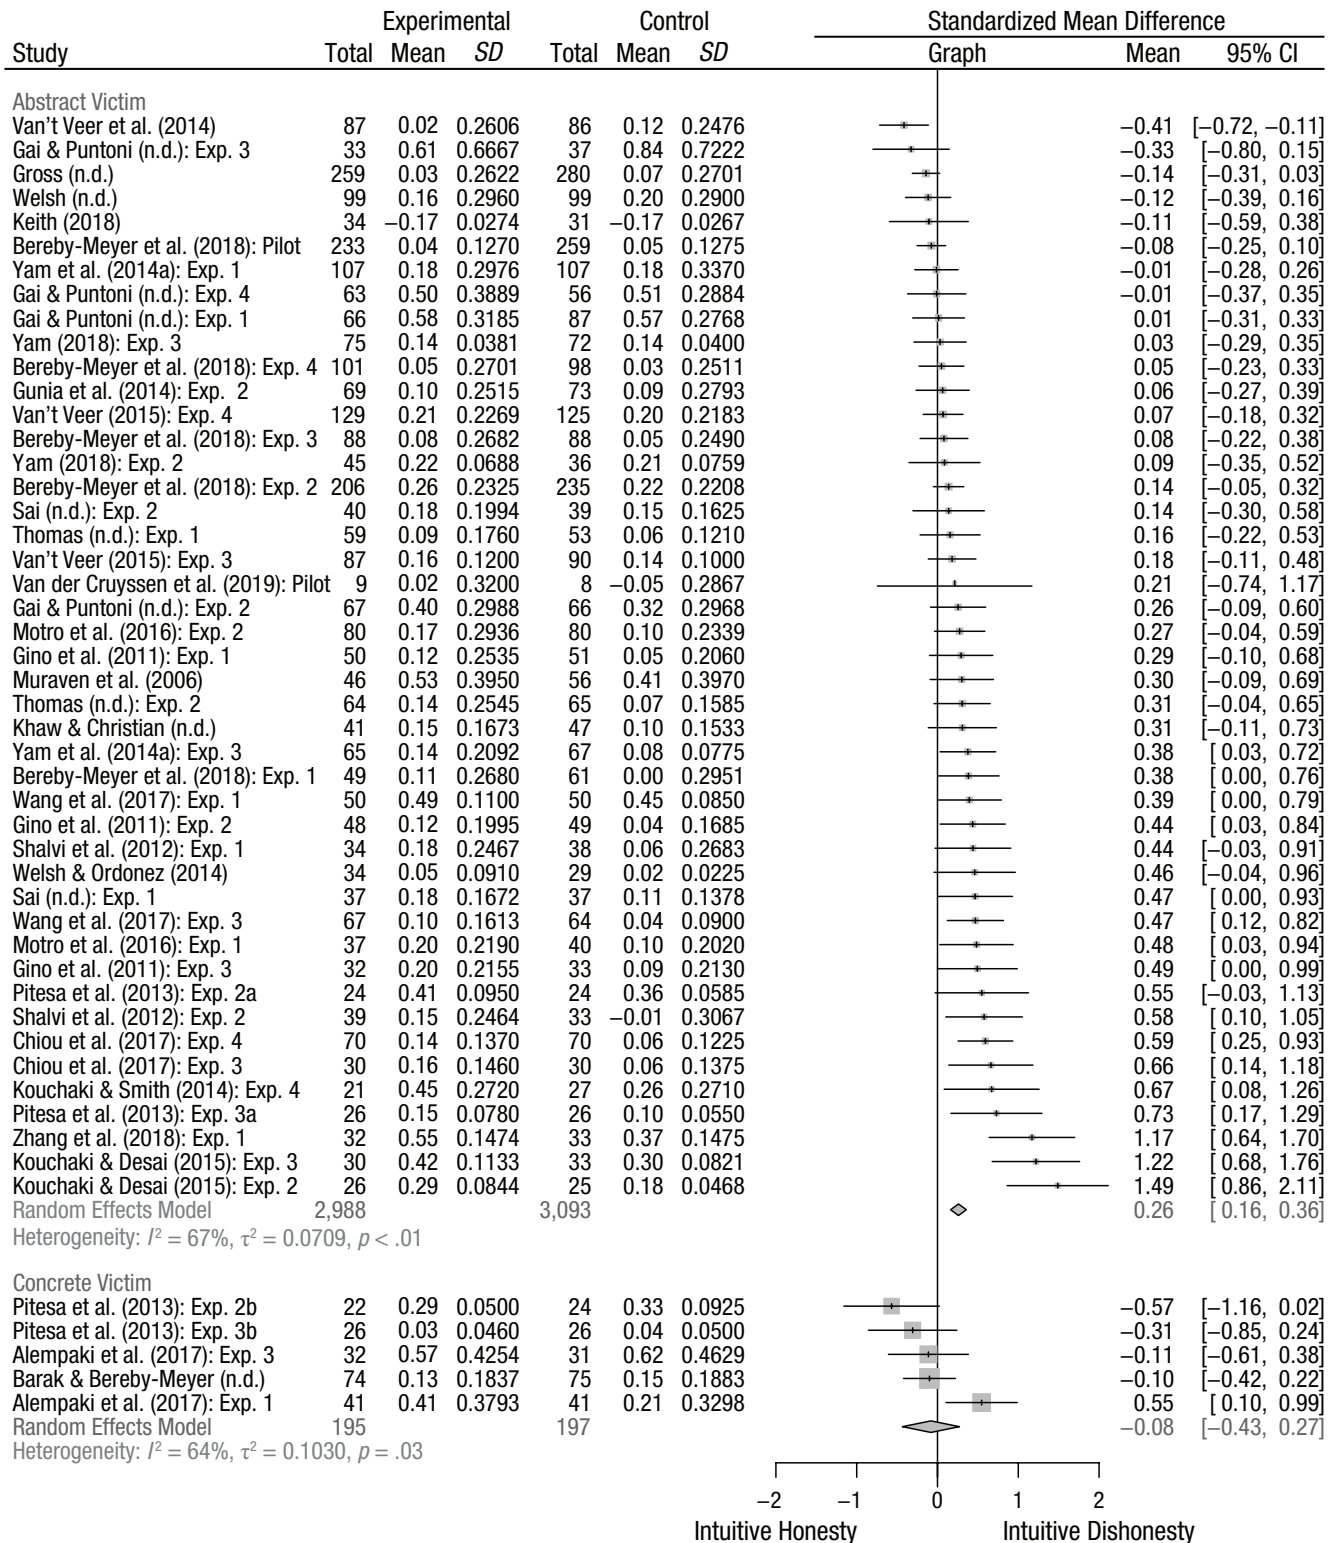 Experimental Control Standardized Mean Difference
Study Total Mean SD Total Mean SD Graph Mean 95% CI
Abstract Victim
Van't Veer et al. (2014) 87 0.02 0.2606 86 0.12 0.2476 −0.41 [−0.72, −0.11]
Gai & Puntoni (n.d.): Exp. 3 33 0.61 0.6667 37 0.84 0.7222 −0.33 [−0.80, 0.15]
Gross (n.d.) 259 0.03 0.2622 280 0.07 0.2701 −0.14 [−0.31, 0.03]
Welsh (n.d.) 99 0.16 0.2960 99 0.20 0.2900 −0.12 [−0.39, 0.16]
Keith (2018) 34 −0.17 0.0274 31 −0.17 0.0267 −0.11 [−0.59, 0.38]
Bereby-Meyer et al. (2018): Pilot 233 0.04 0.1270 259 0.05 0.1275 −0.08 [−0.25, 0.10]
Yam et al. (2014a): Exp. 1 107 0.18 0.2976 107 0.18 0.3370 −0.01 [−0.28, 0.26]
Gai & Puntoni (n.d.): Exp. 4 63 0.50 0.3889 56 0.51 0.2884 −0.01 [−0.37, 0.35]
Gai & Puntoni (n.d.): Exp. 1 66 0.58 0.3185 87 0.57 0.2768 0.01 [−0.31, 0.33]
Yam (2018): Exp. 3 75 0.14 0.0381 72 0.14 0.0400 0.03 [−0.29, 0.35]
Bereby-Meyer et al. (2018): Exp. 4 101 0.05 0.2701 98 0.03 0.2511 0.05 [−0.23, 0.33]
Gunia et al. (2014): Exp. 2 69 0.10 0.2515 73 0.09 0.2793 0.06 [−0.27, 0.39]
Van't Veer (2015): Exp. 4 129 0.21 0.2269 125 0.20 0.2183 0.07 [−0.18, 0.32]
Bereby-Meyer et al. (2018): Exp. 3 88 0.08 0.2682 88 0.05 0.2490 0.08 [−0.22, 0.38]
Yam (2018): Exp. 2 45 0.22 0.0688 36 0.21 0.0759 0.09 [−0.35, 0.52]
Bereby-Meyer et al. (2018): Exp. 2 206 0.26 0.2325 235 0.22 0.2208 0.14 [−0.05, 0.32]
Sai (n.d.): Exp. 2 40 0.18 0.1994 39 0.15 0.1625 0.14 [−0.30, 0.58]
Thomas (n.d.): Exp. 1 59 0.09 0.1760 53 0.06 0.1210 0.16 [−0.22, 0.53]
Van't Veer (2015): Exp. 3 87 0.16 0.1200 90 0.14 0.1000 0.18 [−0.11, 0.48]
Van der Cruyssen et al. (2019): Pilot 9 0.02 0.3200 8 −0.05 0.2867 0.21 [−0.74, 1.17]
Gai & Puntoni (n.d.): Exp. 2 67 0.40 0.2988 66 0.32 0.2968 0.26 [−0.09, 0.60]
Motro et al. (2016): Exp. 2 80 0.17 0.2936 80 0.10 0.2339 0.27 [−0.04, 0.59]
Gino et al. (2011): Exp. 1 50 0.12 0.2535 51 0.05 0.2060 0.29 [−0.10, 0.68]
Muraven et al. (2006) 46 0.53 0.3950 56 0.41 0.3970 0.30 [−0.09, 0.69]
Thomas (n.d.): Exp. 2 64 0.14 0.2545 65 0.07 0.1585 0.31 [−0.04, 0.65]
Khaw & Christian (n.d.) 41 0.15 0.1673 47 0.10 0.1533 0.31 [−0.11, 0.73]
Yam et al. (2014a): Exp. 3 65 0.14 0.2092 67 0.08 0.0775 0.38 [ 0.03, 0.72]
Bereby-Meyer et al. (2018): Exp. 1 49 0.11 0.2680 61 0.00 0.2951 0.38 [ 0.00, 0.76]
Wang et al. (2017): Exp. 1 50 0.49 0.1100 50 0.45 0.0850 0.39 [ 0.00, 0.79]
Gino et al. (2011): Exp. 2 48 0.12 0.1995 49 0.04 0.1685 0.44 [ 0.03, 0.84]
Shalvi et al. (2012): Exp. 1 34 0.18 0.2467 38 0.06 0.2683 0.44 [−0.03, 0.91]
Welsh & Ordonez (2014) 34 0.05 0.0910 29 0.02 0.0225 0.46 [−0.04, 0.96]
Sai (n.d.): Exp. 1 37 0.18 0.1672 37 0.11 0.1378 0.47 [ 0.00, 0.93]
Wang et al. (2017): Exp. 3 67 0.10 0.1613 64 0.04 0.0900 0.47 [ 0.12, 0.82]
Motro et al. (2016): Exp. 1 37 0.20 0.2190 40 0.10 0.2020 0.48 [ 0.03, 0.94]
Gino et al. (2011): Exp. 3 32 0.20 0.2155 33 0.09 0.2130 0.49 [ 0.00, 0.99]
Pitesa et al. (2013): Exp. 2a 24 0.41 0.0950 24 0.36 0.0585 0.55 [−0.03, 1.13]
Shalvi et al. (2012): Exp. 2 39 0.15 0.2464 33 −0.01 0.3067 0.58 [ 0.10, 1.05]
Chiou et al. (2017): Exp. 4 70 0.14 0.1370 70 0.06 0.1225 0.59 [ 0.25, 0.93]
Chiou et al. (2017): Exp. 3 30 0.16 0.1460 30 0.06 0.1375 0.66 [ 0.14, 1.18]
Kouchaki & Smith (2014): Exp. 4 21 0.45 0.2720 27 0.26 0.2710 0.67 [ 0.08, 1.26]
Pitesa et al. (2013): Exp. 3a 26 0.15 0.0780 26 0.10 0.0550 0.73 [ 0.17, 1.29]
Zhang et al. (2018): Exp. 1 32 0.55 0.1474 33 0.37 0.1475 1.17 [ 0.64, 1.70]
Kouchaki & Desai (2015): Exp. 3 30 0.42 0.1133 33 0.30 0.0821 1.22 [ 0.68, 1.76]
Kouchaki & Desai (2015): Exp. 2 26 0.29 0.0844 25 0.18 0.0468 1.49 [ 0.86, 2.11]
Random Effects Model 2,988 3,093 0.26 [ 0.16, 0.36]
Heterogeneity: I² = 67%, τ² = 0.0709, p < .01
Concrete Victim
Pitesa et al. (2013): Exp. 2b 22 0.29 0.0500 24 0.33 0.0925 −0.57 [−1.16, 0.02]
Pitesa et al. (2013): Exp. 3b 26 0.03 0.0460 26 0.04 0.0500 −0.31 [−0.85, 0.24]
Alempaki et al. (2017): Exp. 3 32 0.57 0.4254 31 0.62 0.4629 −0.11 [−0.61, 0.38]
Barak & Bereby-Meyer (n.d.) 74 0.13 0.1837 75 0.15 0.1883 −0.10 [−0.42, 0.22]
Alempaki et al. (2017): Exp. 1 41 0.41 0.3793 41 0.21 0.3298 0.55 [ 0.10, 0.99]
Random Effects Model 195 197 −0.08 [−0.43, 0.27]
Heterogeneity: I² = 64%, τ² = 0.1030, p = .03
−2 −1 0 1 2
Intuitive Honesty Intuitive Dishonesty